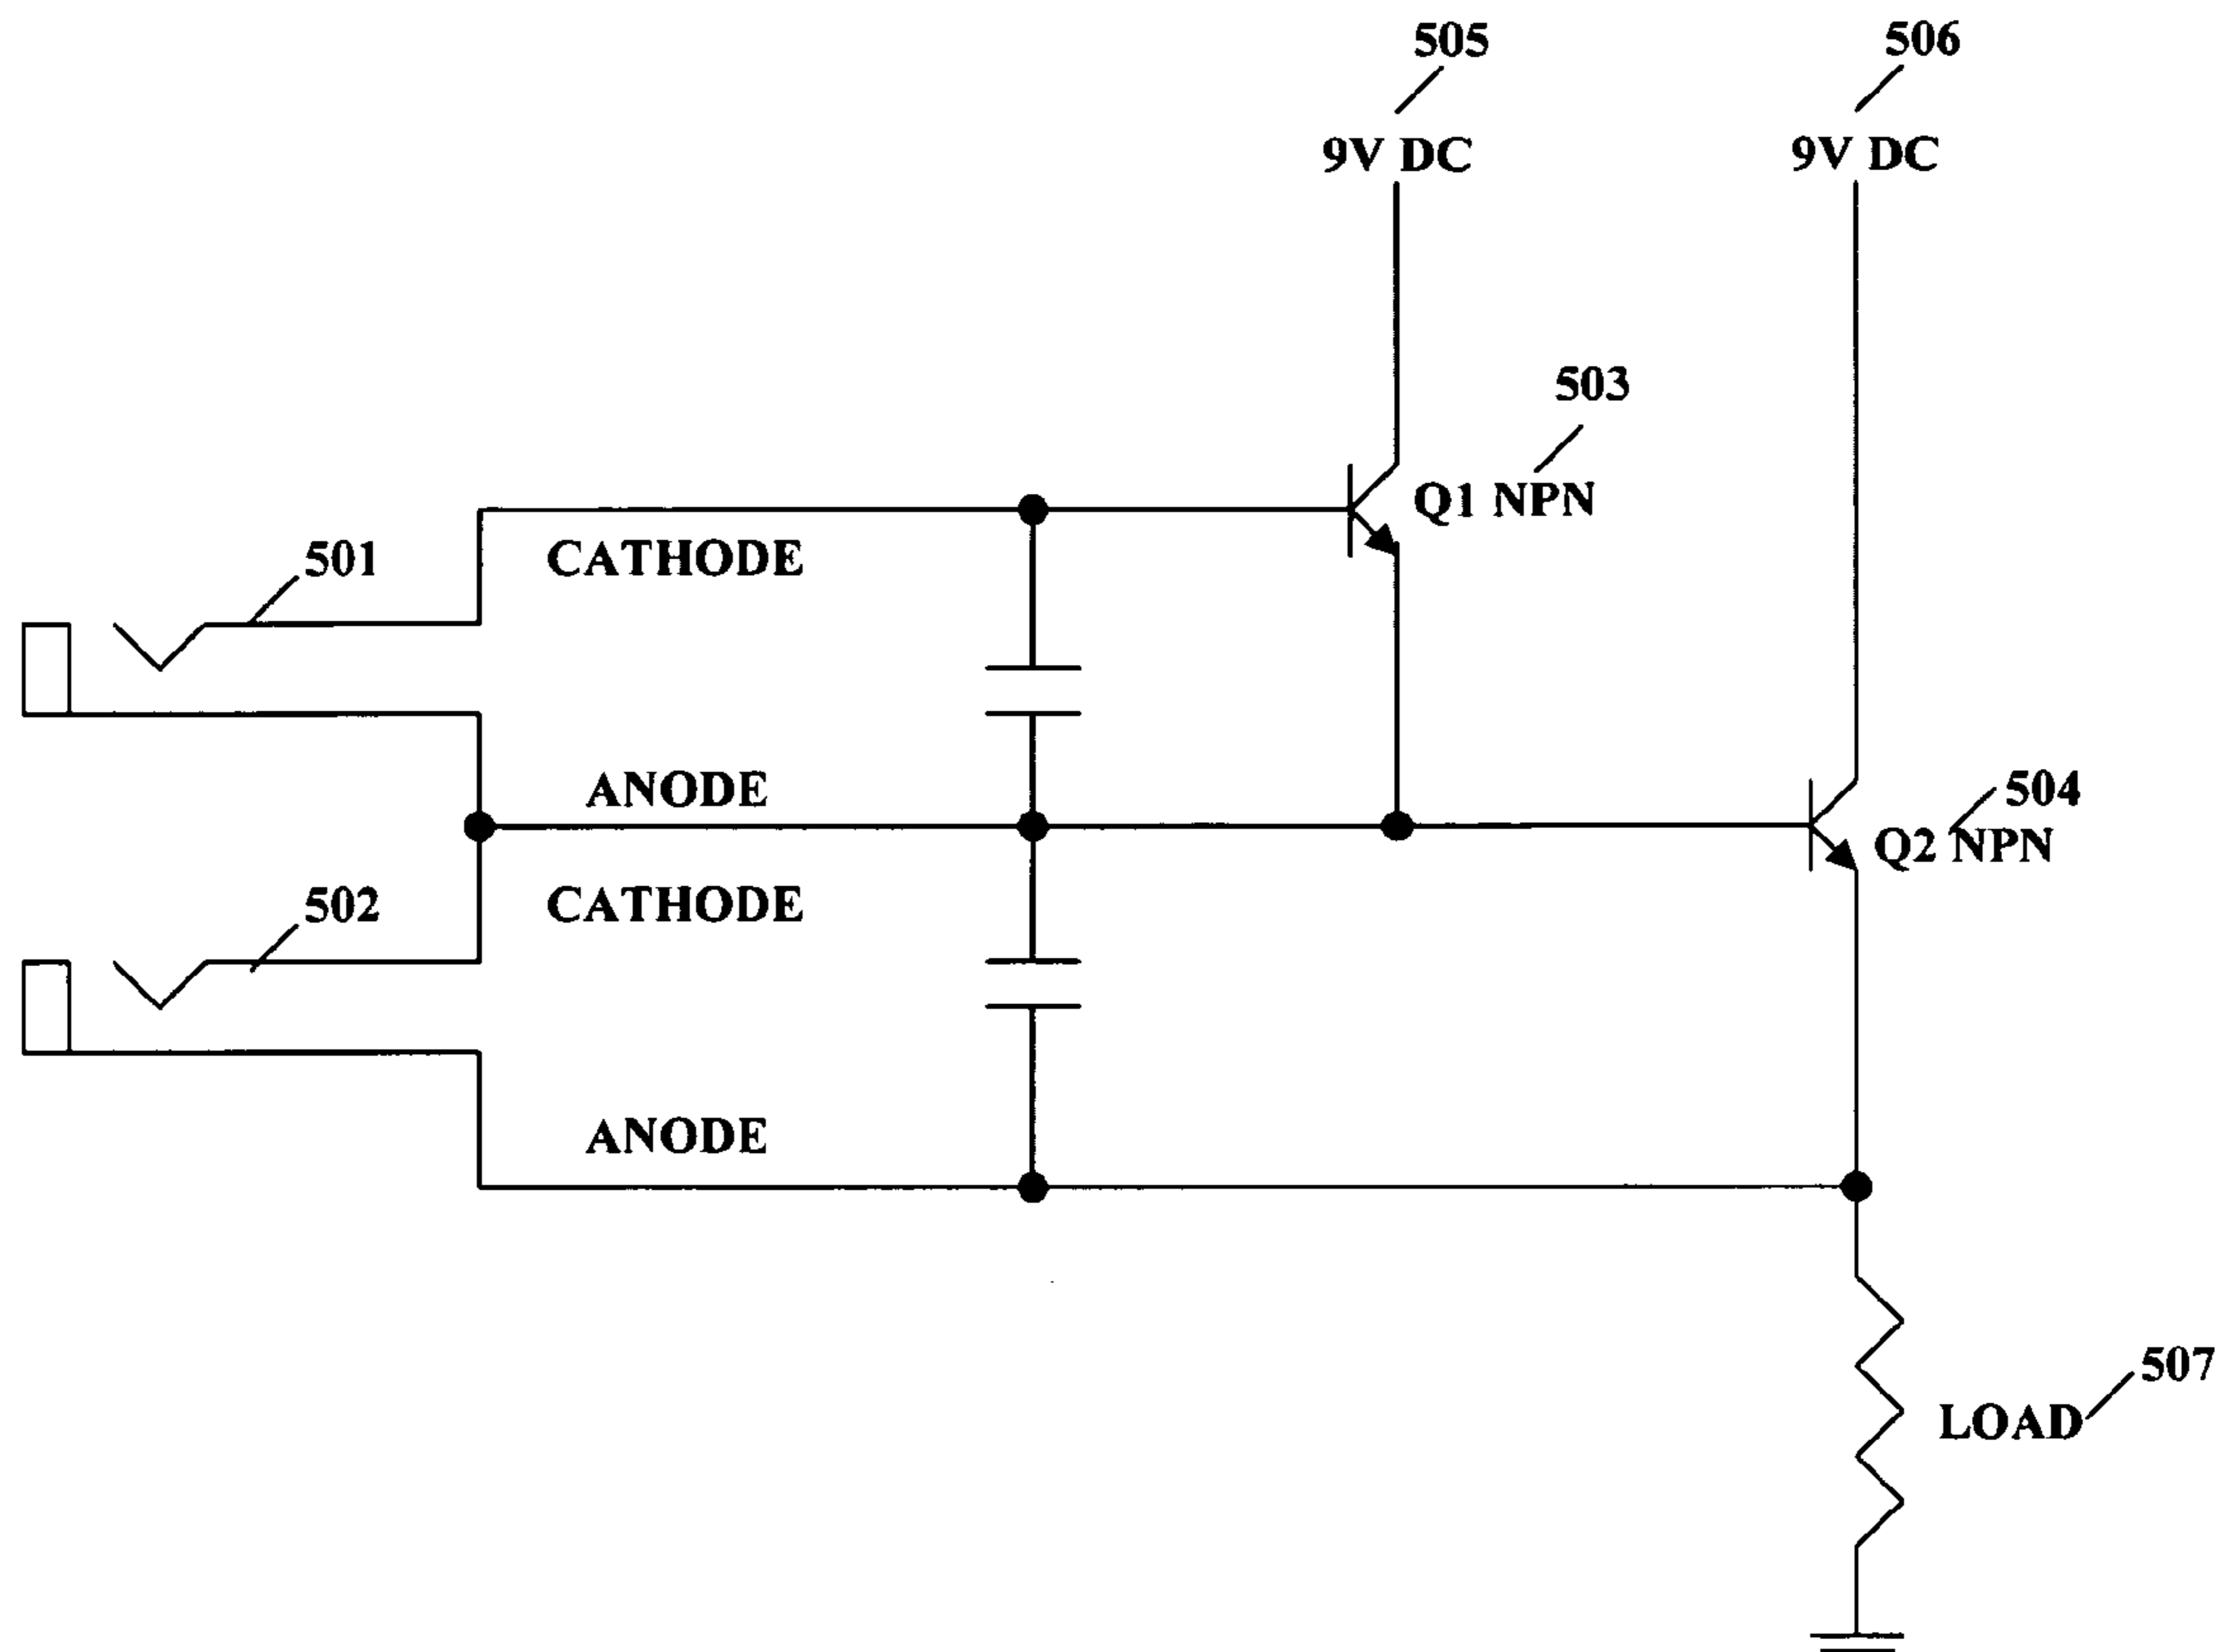 505
506
9V DC
9V DC
503
Q1 NPN
501
CATHODE
ANODE
504
Q2 NPN
502
CATHODE
ANODE
507
LOAD